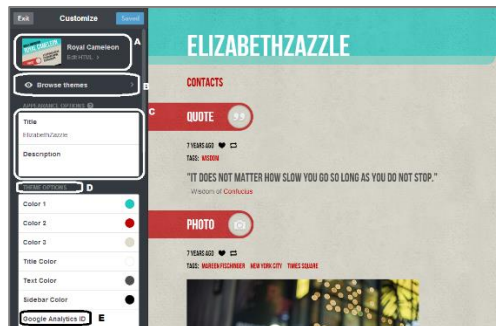 Exit Customize Saved
Royal Cameleon
Edit HTML >
A
Browse themes >
B
APPEARANCE OPTIONS
C
Title
ElizabethZazzle
Description
THEME OPTIONS D
Color 1
Color 2
Color 3
Title Color
Text Color
Sidebar Color
Google Analytics ID E
ELIZABETHZAZZLE
CONTACTS
QUOTE
7 YEARS AGO
TAGS: WISDOM
"IT DOES NOT MATTER HOW SLOW YOU GO SO LONG AS YOU DO NOT STOP."
Wisdom of Confucius
PHOTO
7 YEARS AGO
TAGS: MAUREEN FISCHINGER NEW YORK CITY TIMES SQUARE